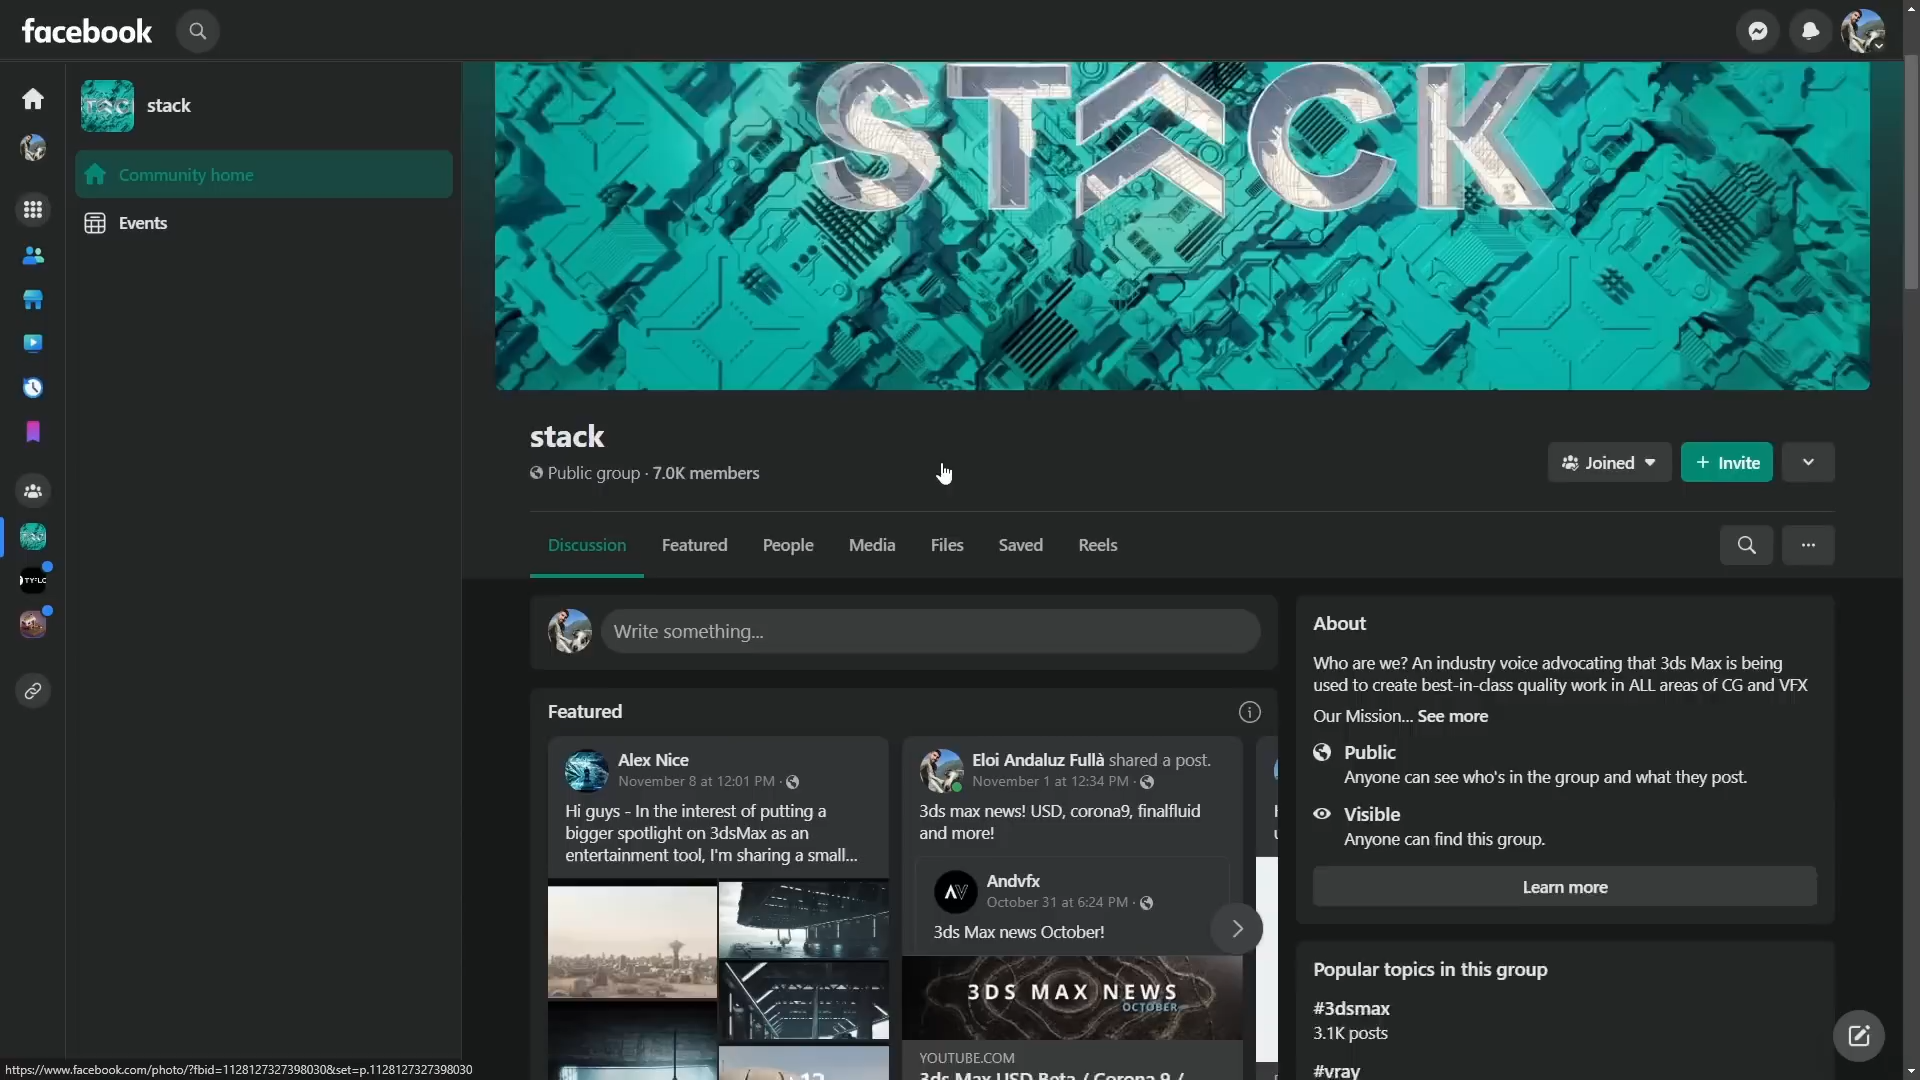 facebook
STACK
stack
Community home
Events
stack
Public group · 7.0K members
Joined
+ Invite
Discussion
Featured
People
Media
Files
Saved
Reels
Write something...
Featured
Alex Nice
November 8 at 12:01 PM ·
Hi guys - In the interest of putting a
bigger spotlight on 3dsMax as an
entertainment tool, I'm sharing a small...
Eloi Andaluz Fullà shared a post.
November 1 at 12:34 PM ·
3ds max news! USD, corona9, finalfluid
and more!
Andvfx
October 31 at 6:24 PM ·
3ds Max news October!
3DS MAX NEWS
OCTOBER
YOUTUBE.COM
3ds Max USD Beta / Corona 9 /
About
Who are we? An industry voice advocating that 3ds Max is being
used to create best-in-class quality work in ALL areas of CG and VFX
Our Mission... See more
Public
Anyone can see who's in the group and what they post.
Visible
Anyone can find this group.
Learn more
Popular topics in this group
#3dsmax
3.1K posts
#vray
https://www.facebook.com/photo/?fbid=1128127327398030&set=p.1128127327398030